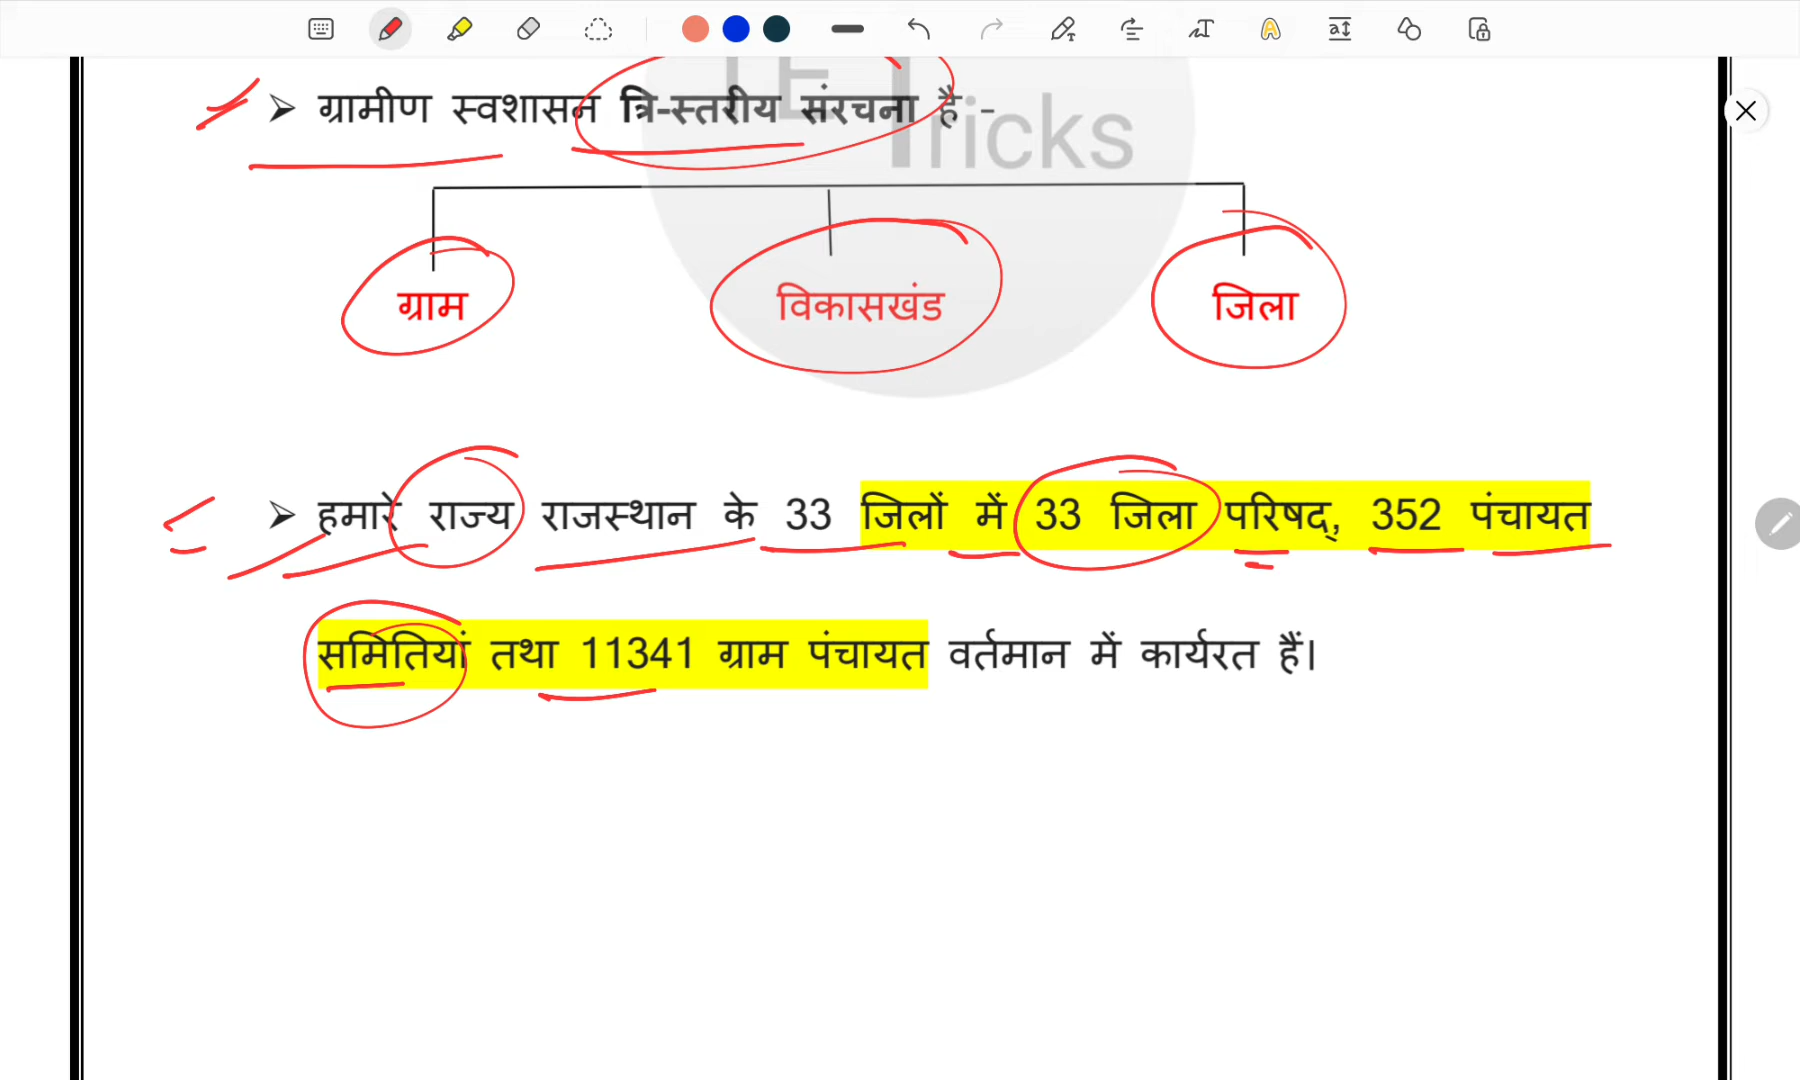 ➢ ग्रामीण स्वशासन त्रि-स्तरीय संरचना है -
Tricks
ग्राम विकासखंड जिला
➢ हमारे राज्य राजस्थान के 33 जिलों में 33 जिला परिषद्, 352 पंचायत
समितियां तथा 11341 ग्राम पंचायत वर्तमान में कार्यरत हैं।